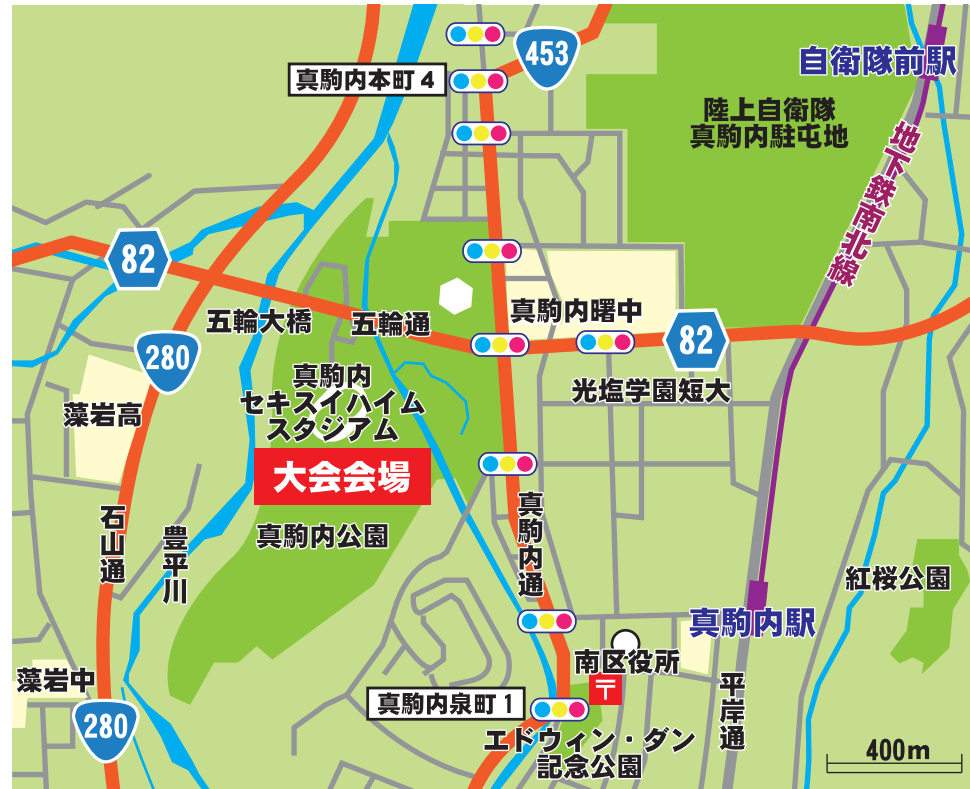 453
自衛隊前駅
真駒内本町4
陸上自衛隊
真駒内駐屯地
地下鉄南北線
82
五輪大橋
五輪通
真駒内曙中
82
280
光塩学園短大
真駒内
セキスイハイム
スタジアム
藻岩高
大会会場
石山通
豊平川
真駒内公園
真駒内通
紅桜公園
真駒内駅
南区役所
〒
藻岩中
280
真駒内泉町1
平岸通
エドウィン・ダン
記念公園
400m